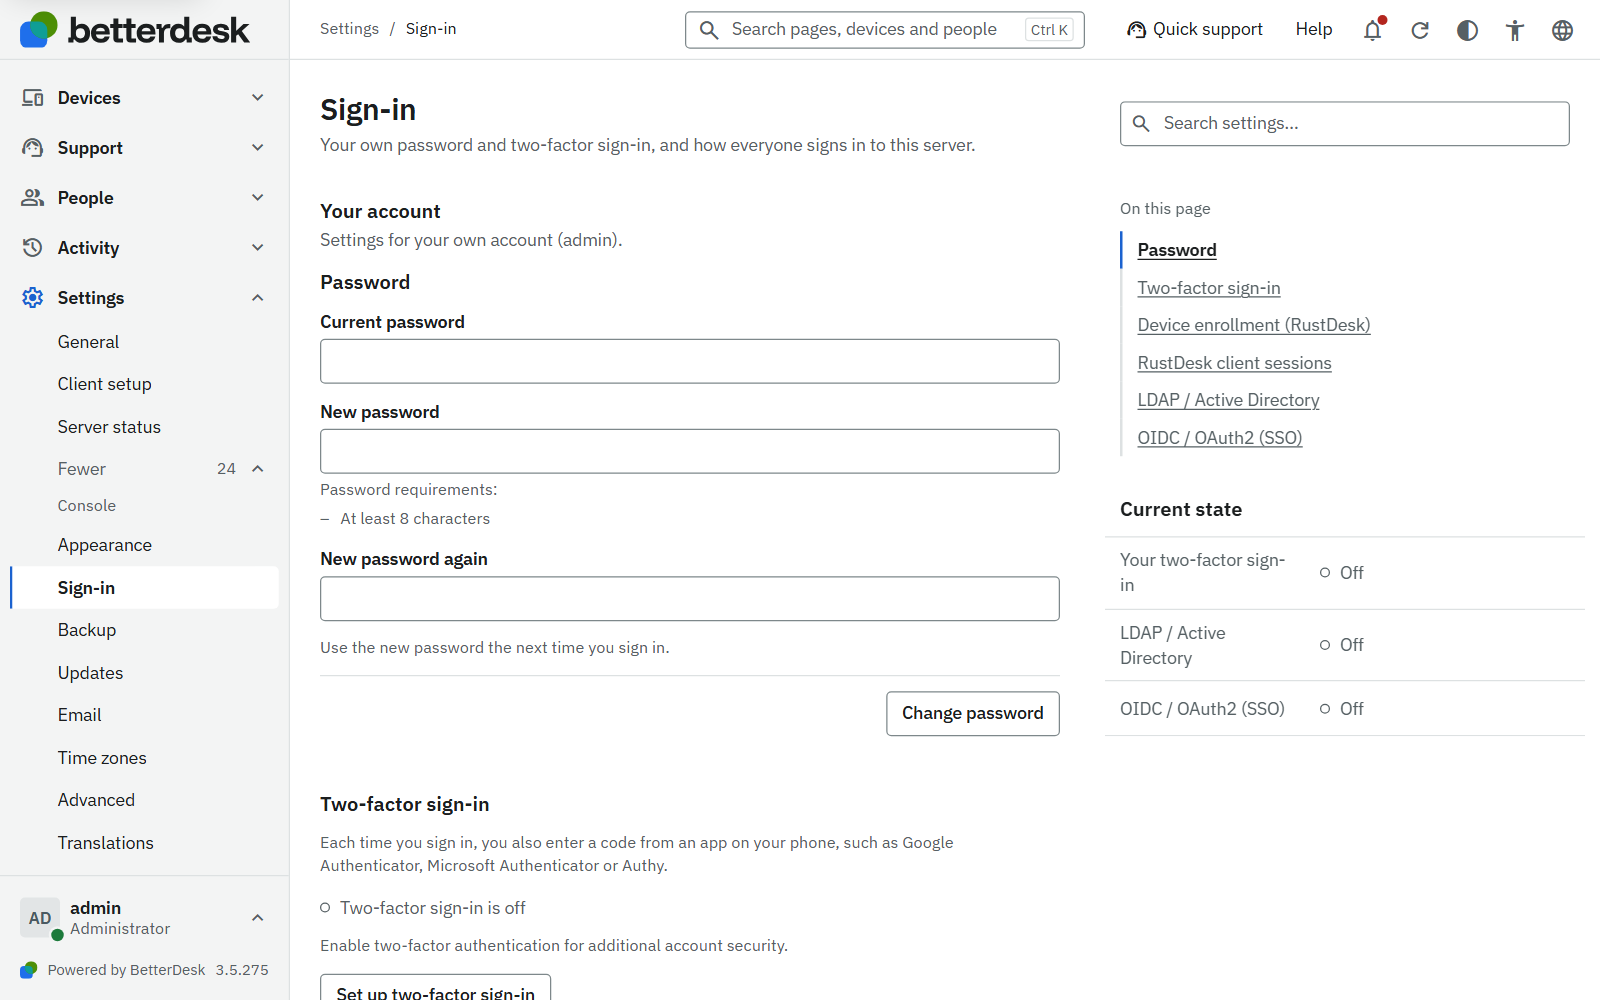 betterdesk
Settings / Sign-in
Search pages, devices and people
Ctrl K
Quick support
Help
Devices
Support
People
Activity
Settings
General
Client setup
Server status
Fewer 24
Console
Appearance
Sign-in
Backup
Updates
Email
Time zones
Advanced
Translations
AD
admin
Administrator
Powered by BetterDesk 3.5.275
Sign-in
Your own password and two-factor sign-in, and how everyone signs in to this server.
Your account
Settings for your own account (admin).
Password
Current password
New password
Password requirements:
– At least 8 characters
New password again
Use the new password the next time you sign in.
Change password
Two-factor sign-in
Each time you sign in, you also enter a code from an app on your phone, such as Google
Authenticator, Microsoft Authenticator or Authy.
Two-factor sign-in is off
Enable two-factor authentication for additional account security.
Set up two-factor sign-in
Search settings...
On this page
Password
Two-factor sign-in
Device enrollment (RustDesk)
RustDesk client sessions
LDAP / Active Directory
OIDC / OAuth2 (SSO)
Current state
Your two-factor sign-
in
Off
LDAP / Active
Directory
Off
OIDC / OAuth2 (SSO)
Off